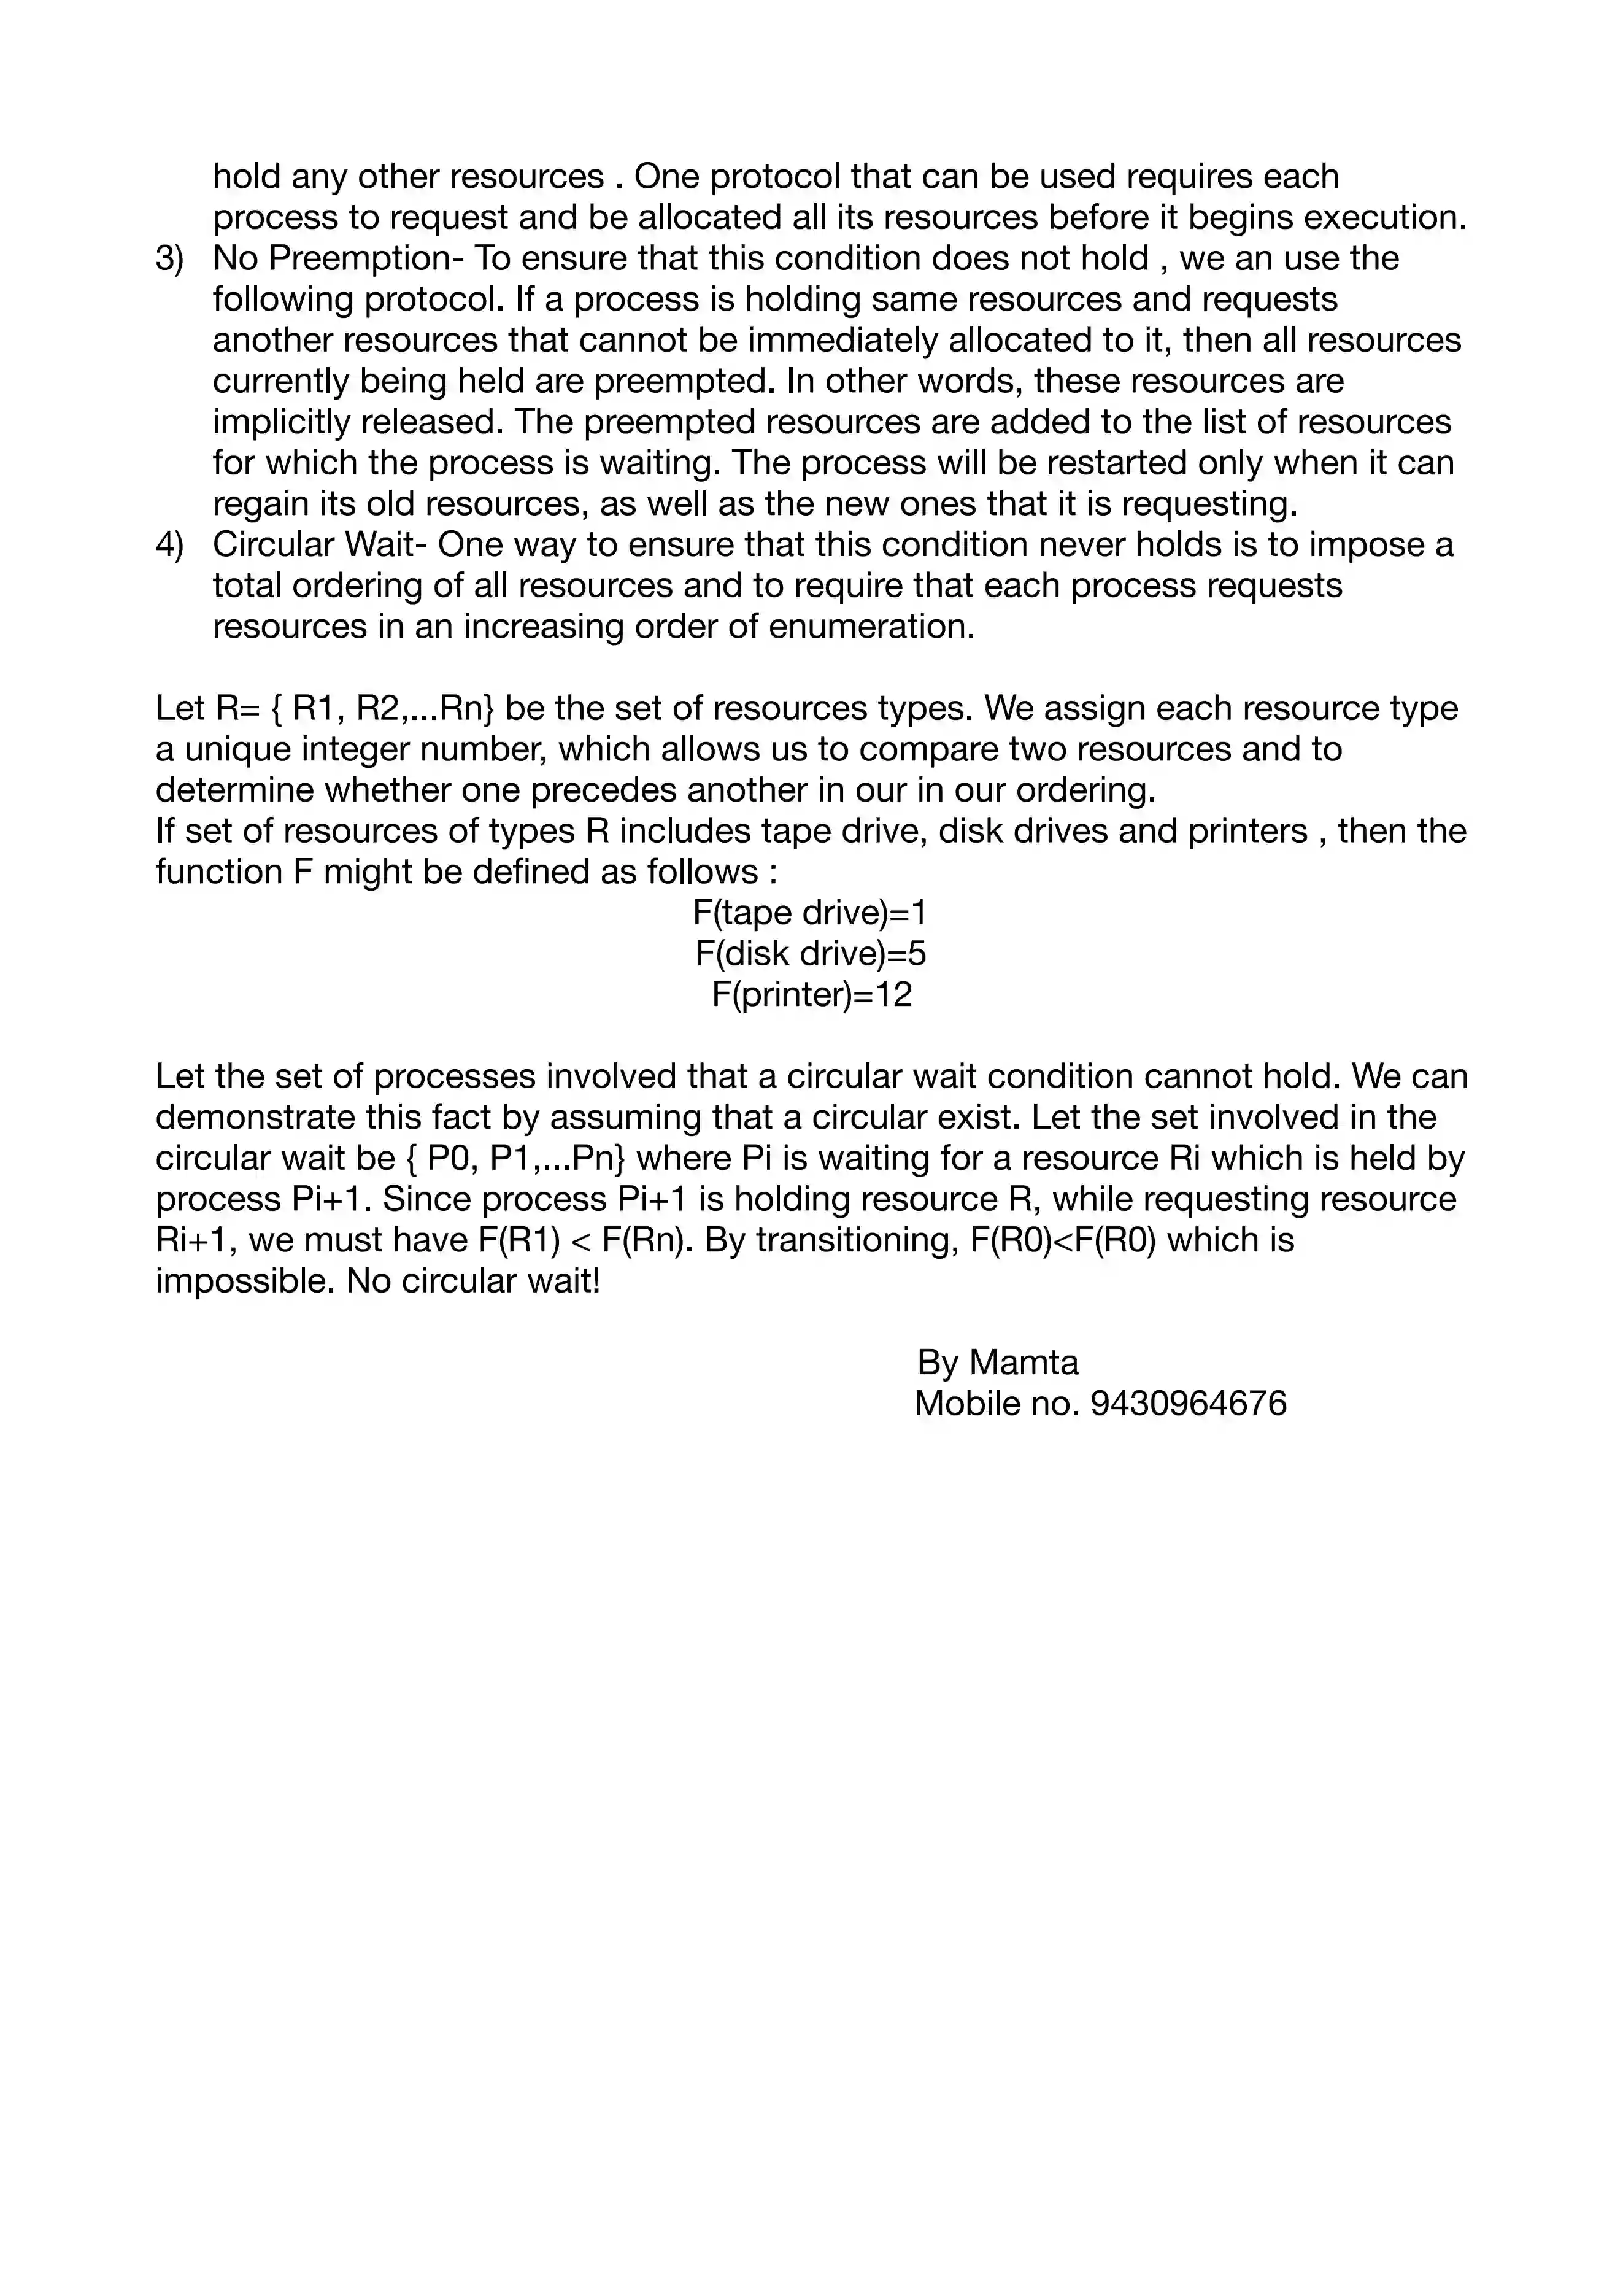 hold any other resources . One protocol that can be used requires each
process to request and be allocated all its resources before it begins execution.
3) No Preemption- To ensure that this condition does not hold , we an use the
following protocol. If a process is holding same resources and requests
another resources that cannot be immediately allocated to it, then all resources
currently being held are preempted. In other words, these resources are
implicitly released. The preempted resources are added to the list of resources
for which the process is waiting. The process will be restarted only when it can
regain its old resources, as well as the new ones that it is requesting.
4) Circular Wait- One way to ensure that this condition never holds is to impose a
total ordering of all resources and to require that each process requests
resources in an increasing order of enumeration.
Let R= { R1, R2,...Rn} be the set of resources types. We assign each resource type
a unique integer number, which allows us to compare two resources and to
determine whether one precedes another in our in our ordering.
If set of resources of types R includes tape drive, disk drives and printers , then the
function F might be defined as follows :
F(tape drive)=1
F(disk drive)=5
F(printer)=12
Let the set of processes involved that a circular wait condition cannot hold. We can
demonstrate this fact by assuming that a circular exist. Let the set involved in the
circular wait be { P0, P1,...Pn} where Pi is waiting for a resource Ri which is held by
process Pi+1. Since process Pi+1 is holding resource R, while requesting resource
Ri+1, we must have F(R1) < F(Rn). By transitioning, F(R0)<F(R0) which is
impossible. No circular wait!
By Mamta
Mobile no. 9430964676